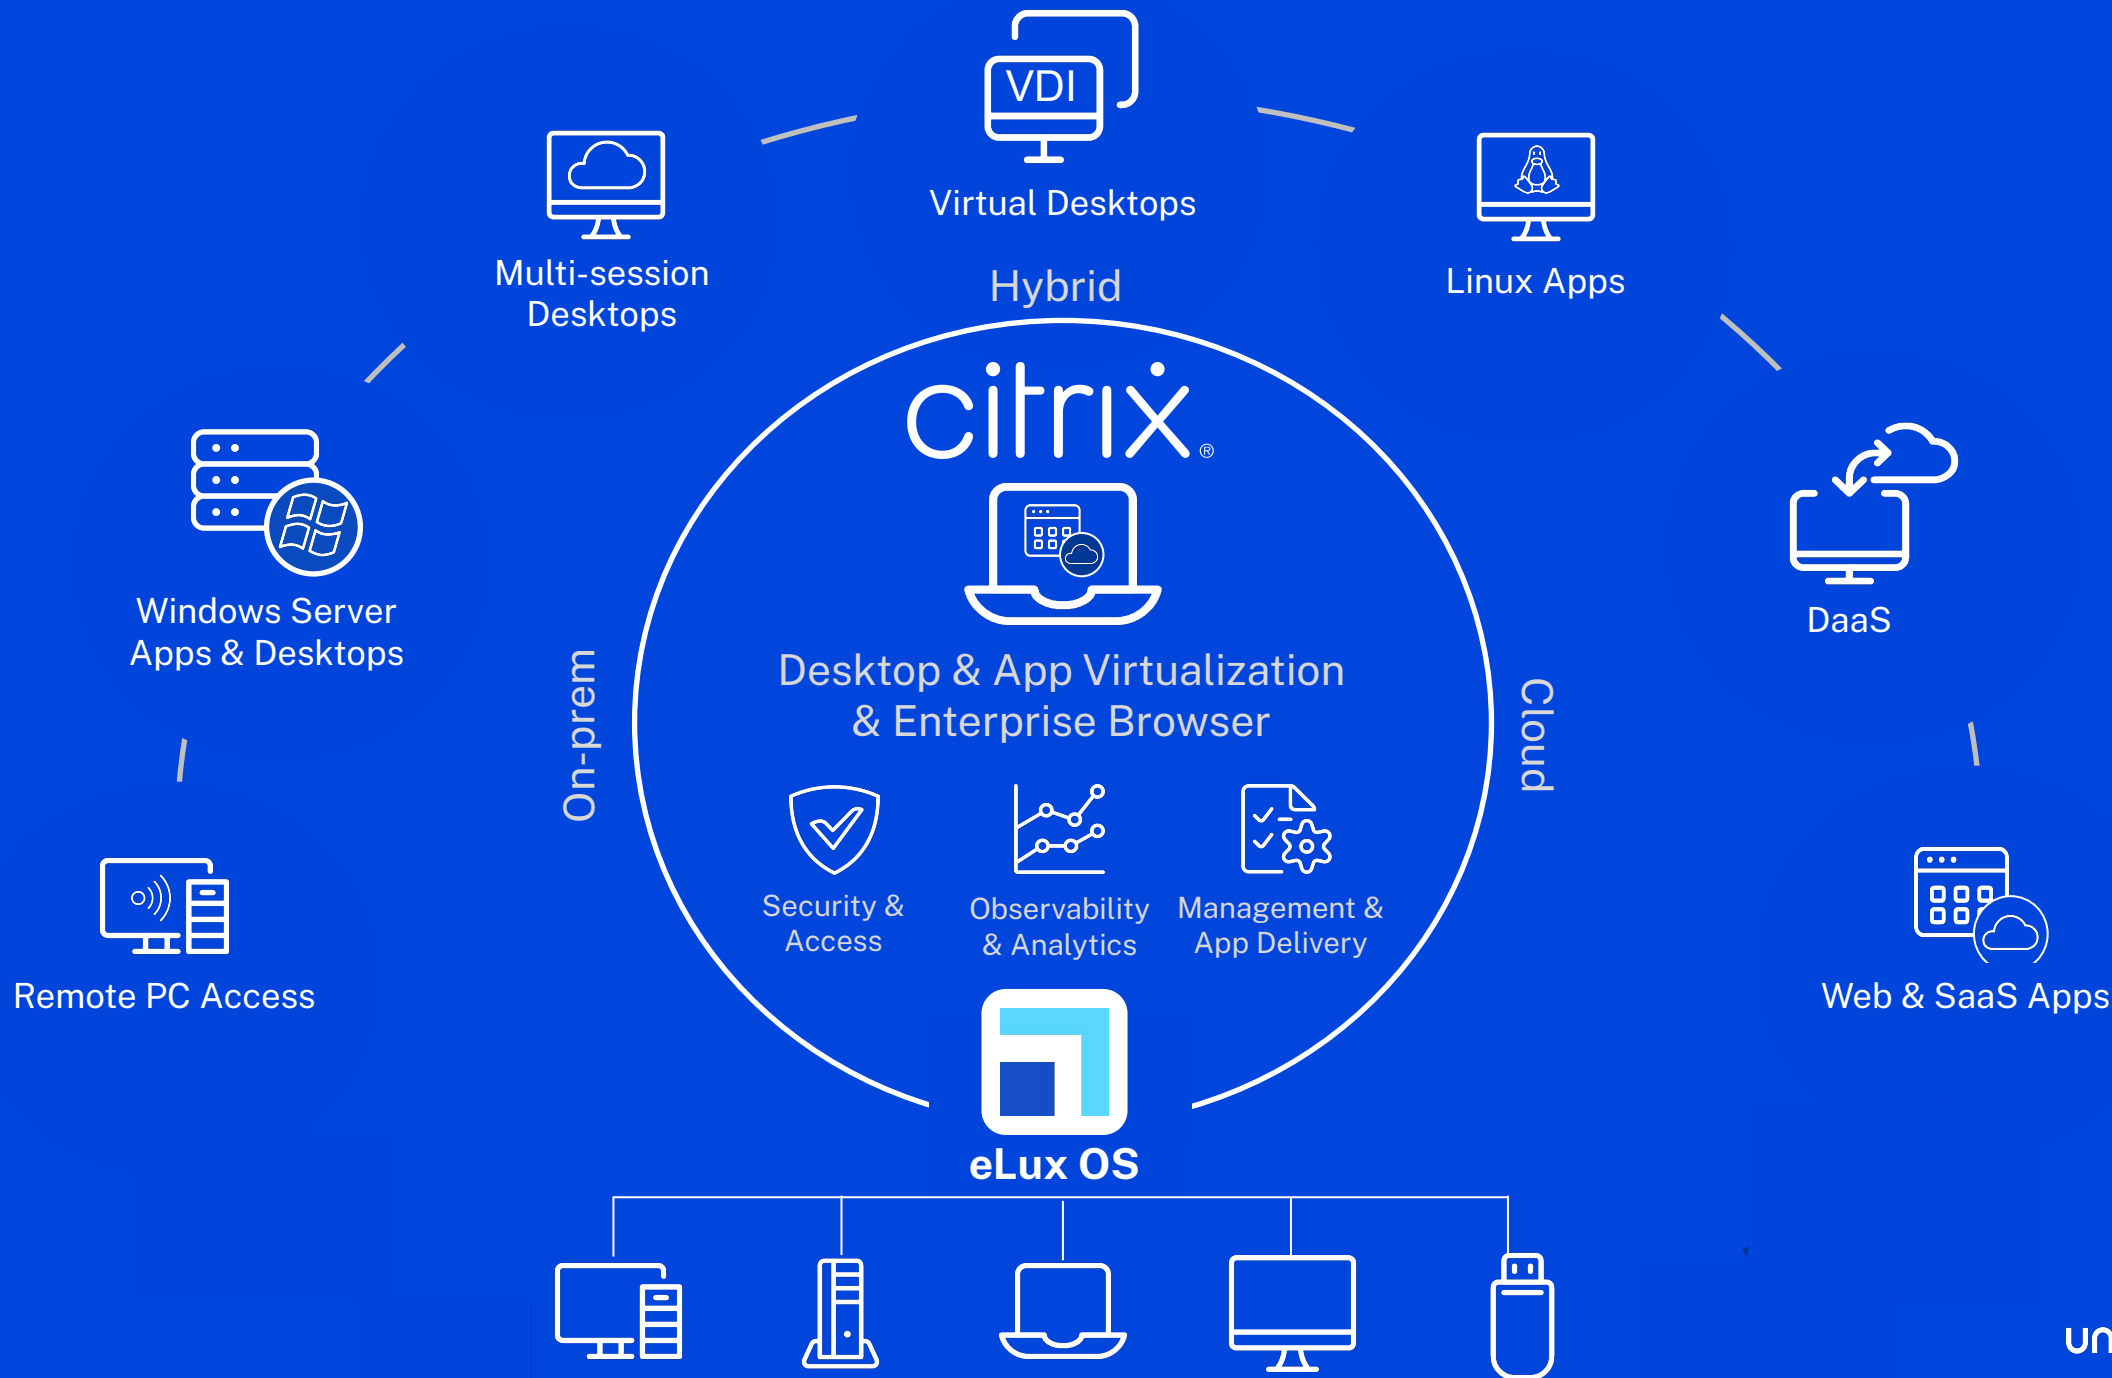 VDI
Virtual Desktops
Multi-session
Desktops
Linux Apps
Hybrid
citrix®
Windows Server
Apps & Desktops
DaaS
On-prem
Desktop & App Virtualization
& Enterprise Browser
Cloud
Security &
Access
Observability
& Analytics
Management &
App Delivery
Remote PC Access
Web & SaaS Apps
eLux OS
un